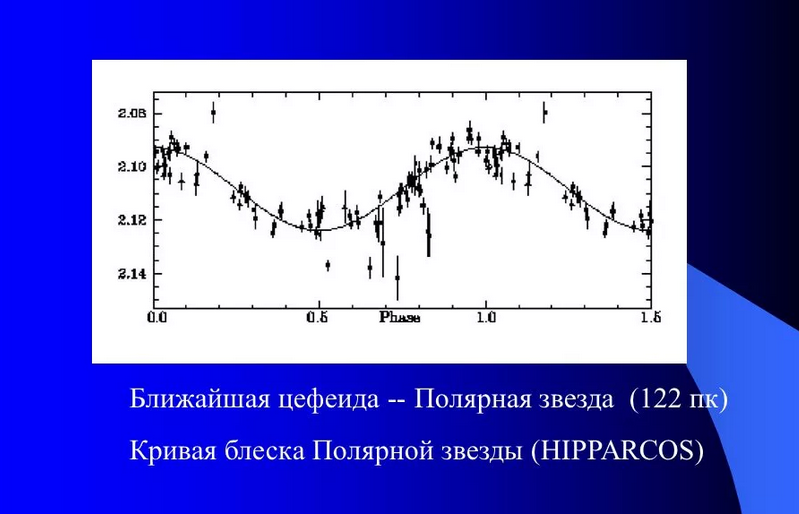 2.08
2.10
2.12
2.14
0.0 0.5 Phase 1.0 1.5
Ближайшая цефеида -- Полярная звезда (122 пк)
Кривая блеска Полярной звезды (HIPPARCOS)